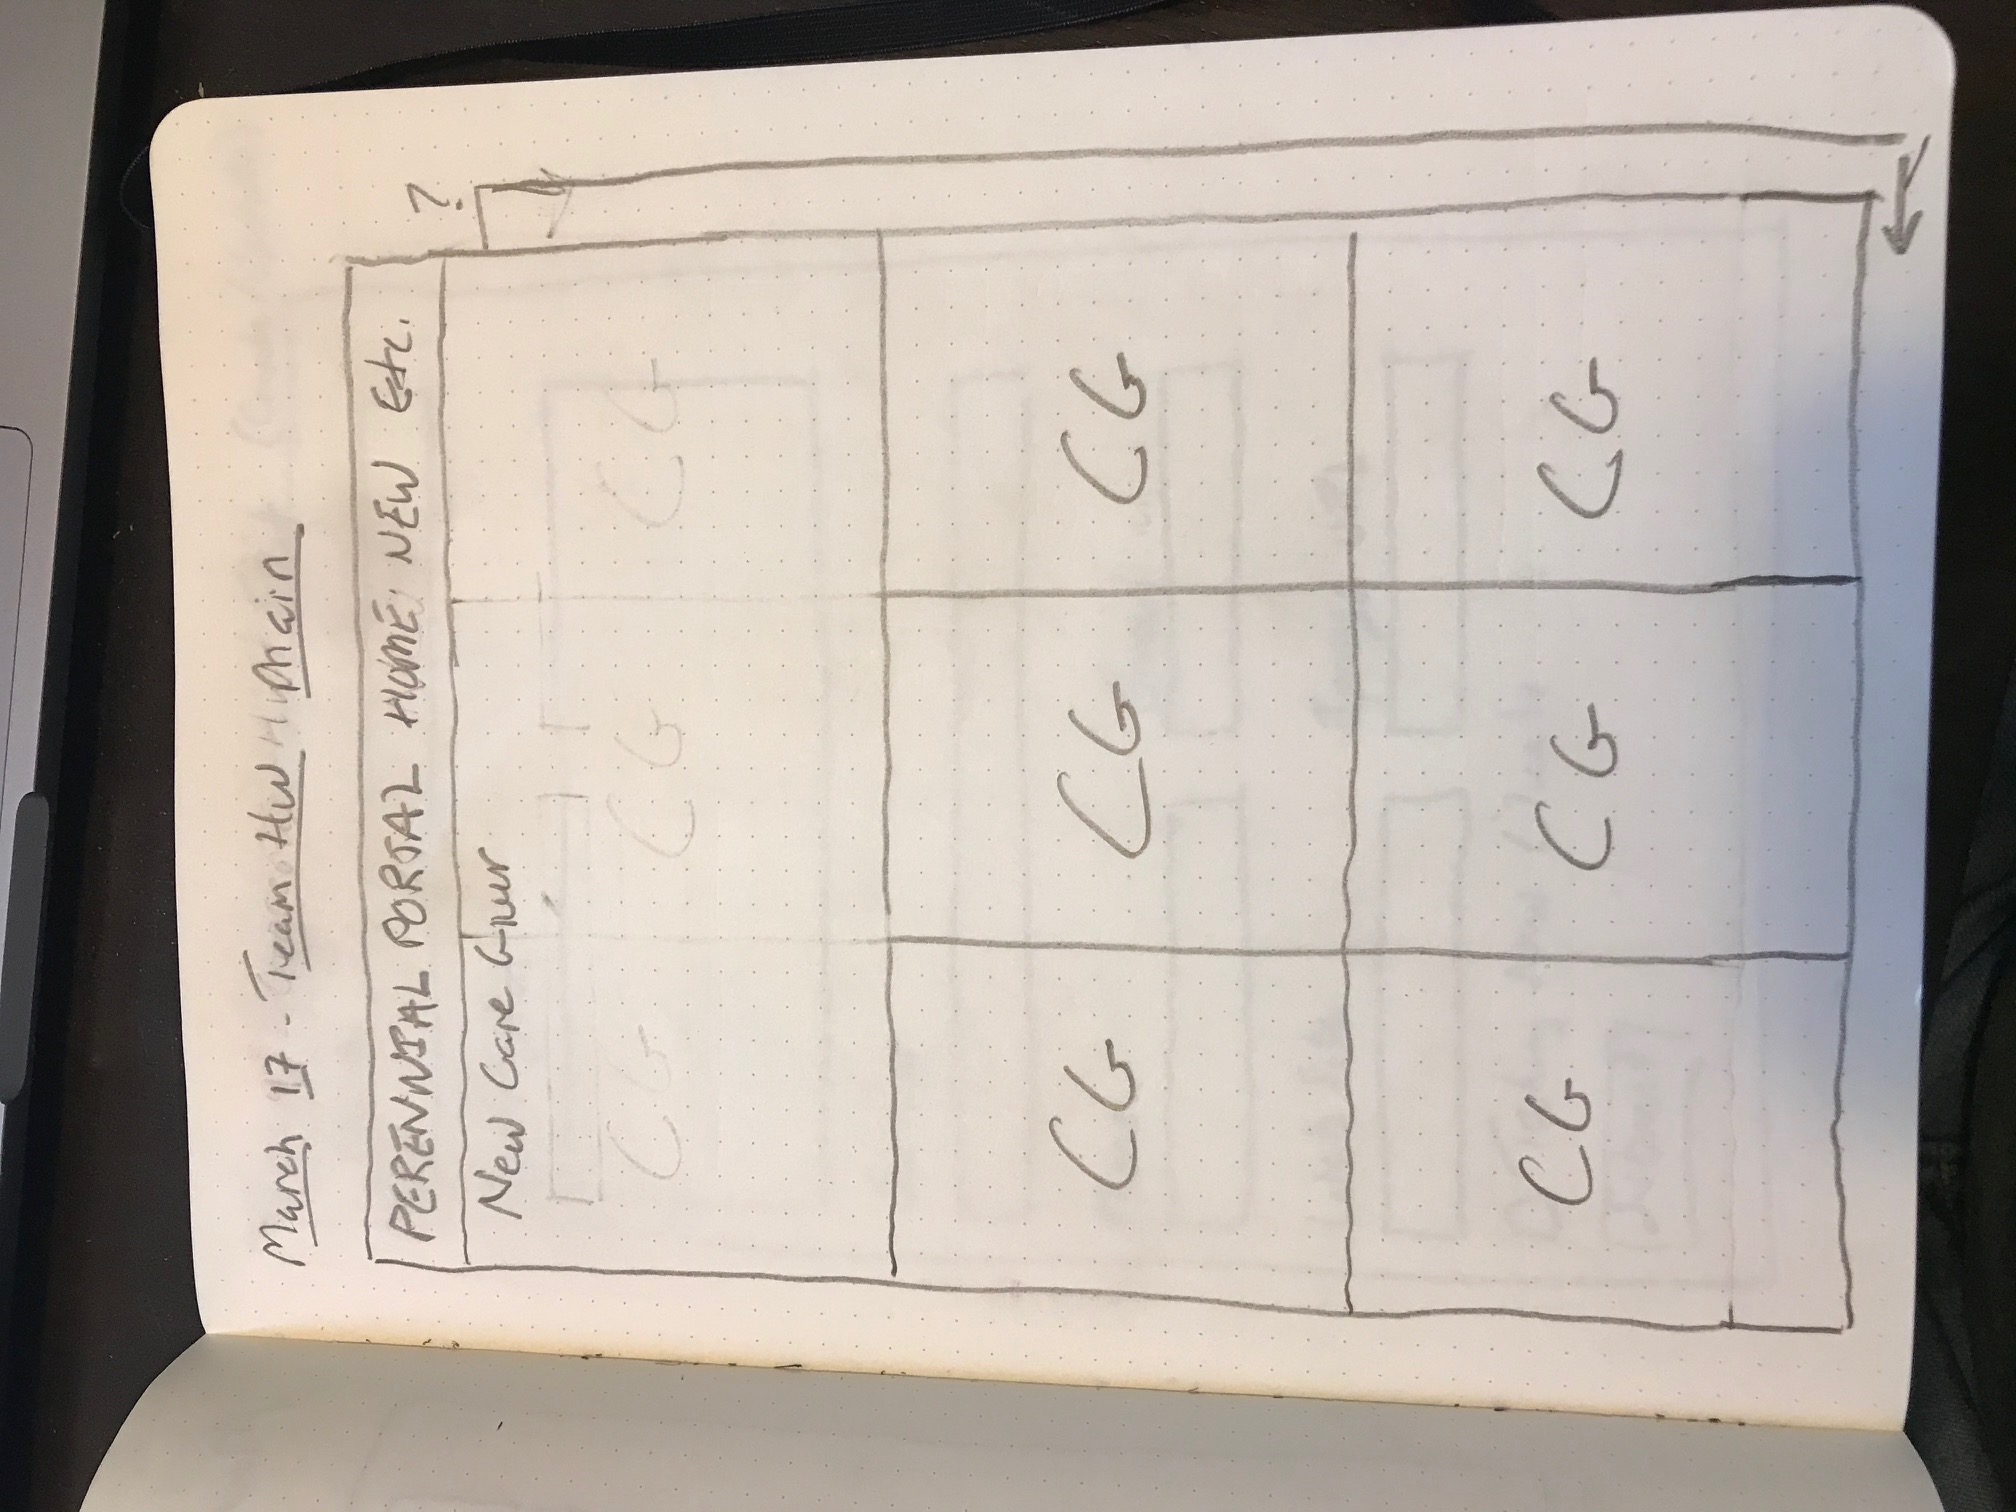 March 17 - Team HW Main
PERENNIAL PORTAL HOME NEW Etc.
?
New Care Giver
CG CG CG
CG CG CG
CG CG CG